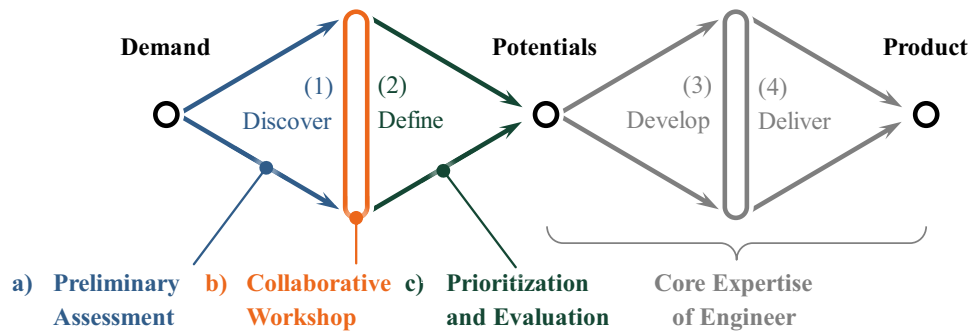 Demand
Potentials
Product
(1)
Discover
(2)
Define
(3)
Develop
(4)
Deliver
a) Preliminary
Assessment
b) Collaborative
Workshop
c) Prioritization
and Evaluation
Core Expertise
of Engineer